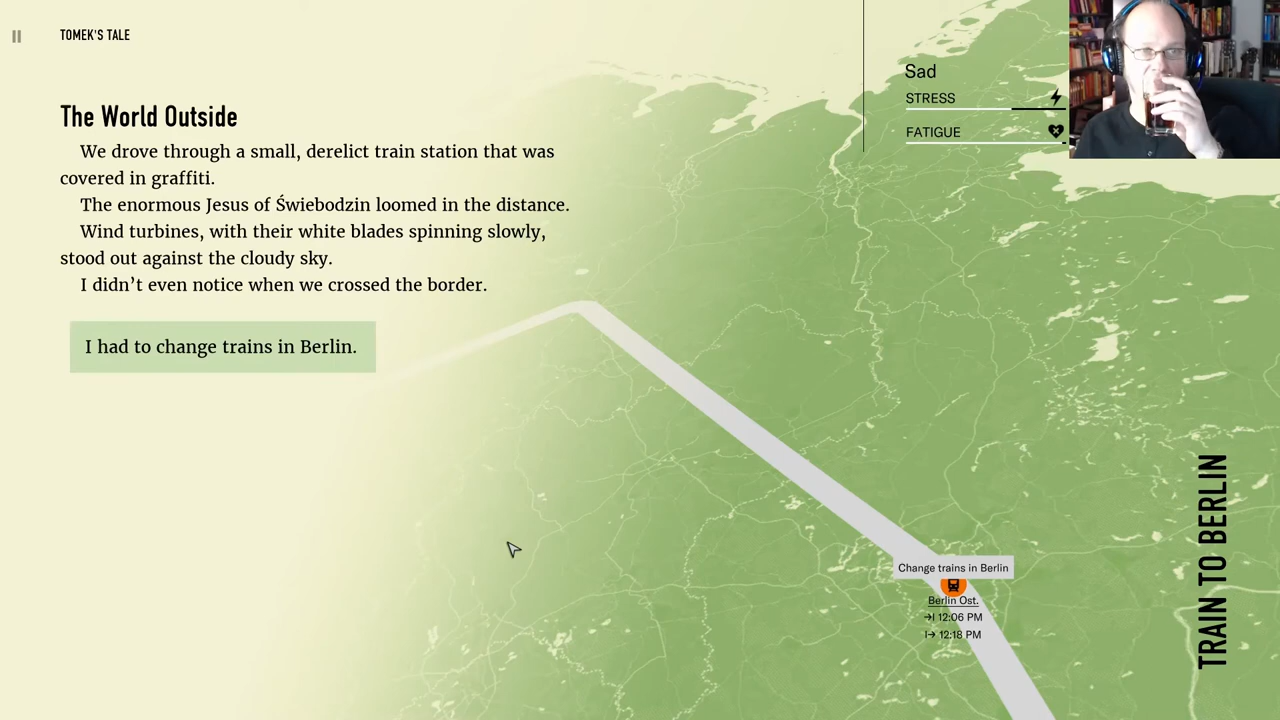 TOMEK'S TALE
The World Outside
We drove through a small, derelict train station that was
covered in graffiti.
The enormous Jesus of Świebodzin loomed in the distance.
Wind turbines, with their white blades spinning slowly,
stood out against the cloudy sky.
I didn’t even notice when we crossed the border.
I had to change trains in Berlin.
Sad
STRESS
FATIGUE
Change trains in Berlin
Berlin Ost.
→I 12:06 PM
I→ 12:18 PM
TRAIN TO BERLIN